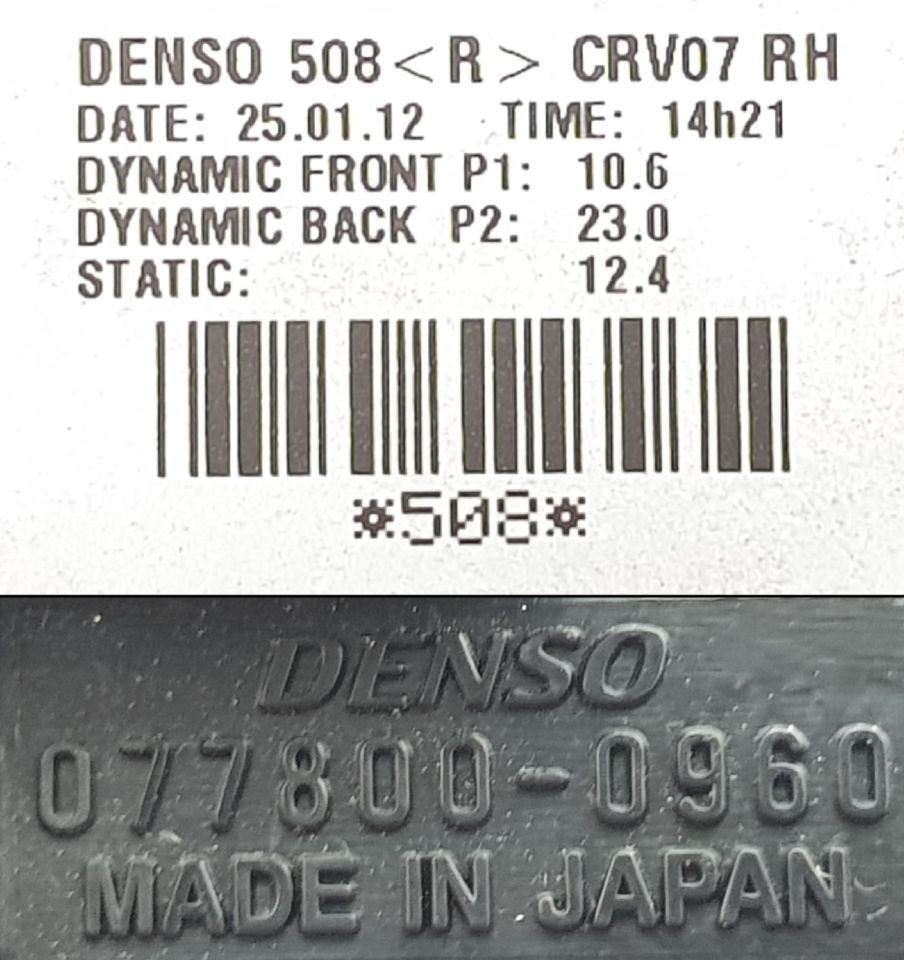 DENSO 508<R> CRV07 RH
DATE: 25.01.12 TIME: 14h21
DYNAMIC FRONT P1: 10.6
DYNAMIC BACK P2: 23.0
STATIC: 12.4
*508*
DENSO
077800-0960
MADE IN JAPAN